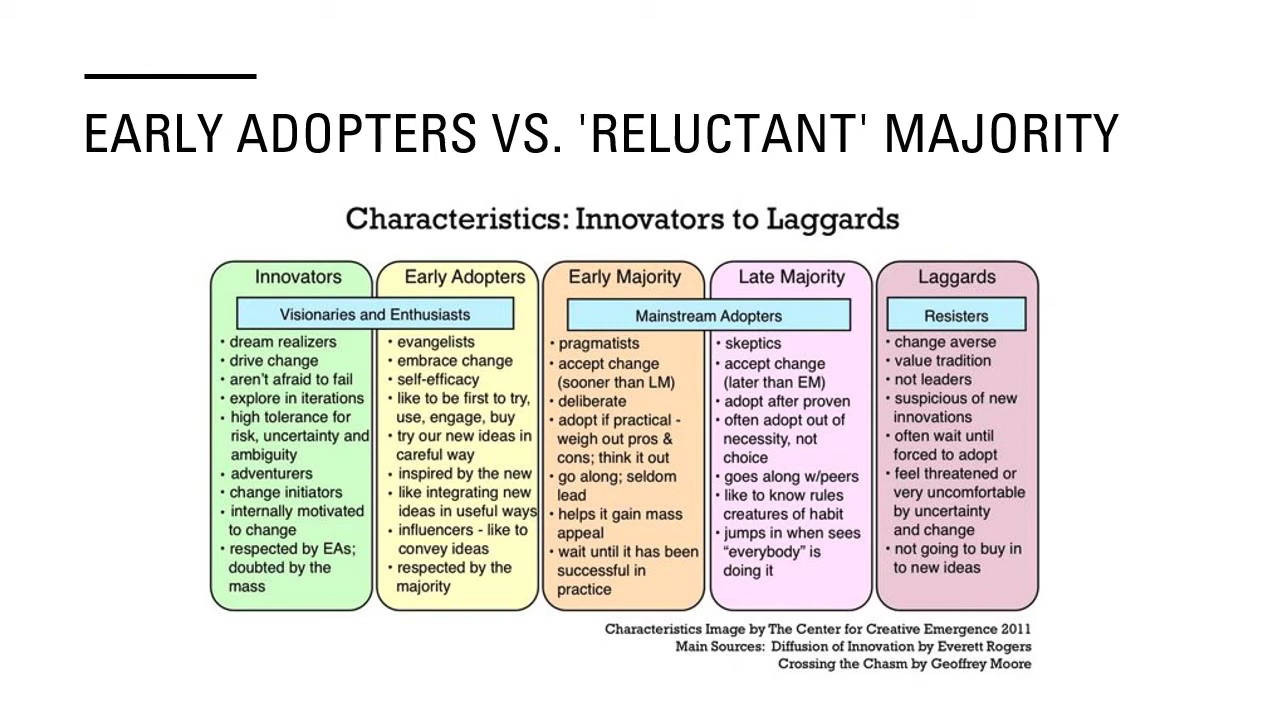 EARLY ADOPTERS VS. 'RELUCTANT' MAJORITY
Characteristics: Innovators to Laggards
Innovators
Early Adopters
Visionaries and Enthusiasts
• dream realizers
• drive change
• aren't afraid to fail
• explore in iterations
• high tolerance for
risk, uncertainty and
ambiguity
• adventurers
• change initiators
• internally motivated
to change
• respected by EAs;
doubted by the
mass
• evangelists
• embrace change
• self-efficacy
• like to be first to try,
use, engage, buy
• try our new ideas in
careful way
• inspired by the new
• like integrating new
ideas in useful ways
• influencers - like to
convey ideas
• respected by the
majority
Early Majority
Late Majority
Mainstream Adopters
• pragmatists
• accept change
(sooner than LM)
• deliberate
• adopt if practical -
weigh out pros &
cons; think it out
• go along; seldom
lead
• helps it gain mass
appeal
• wait until it has been
successful in
practice
• skeptics
• accept change
(later than EM)
• adopt after proven
• often adopt out of
necessity, not
choice
• goes along w/peers
• like to know rules
creatures of habit
• jumps in when sees
“everybody” is
doing it
Laggards
Resisters
• change averse
• value tradition
• not leaders
• suspicious of new
innovations
• often wait until
forced to adopt
• feel threatened or
very uncomfortable
by uncertainty
and change
• not going to buy in
to new ideas
Characteristics Image by The Center for Creative Emergence 2011
Main Sources: Diffusion of Innovation by Everett Rogers
Crossing the Chasm by Geoffrey Moore